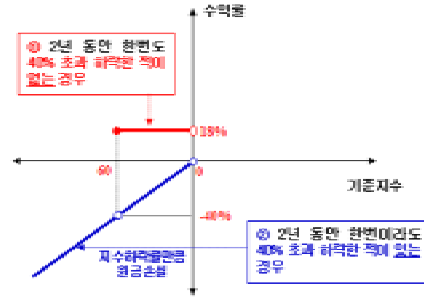 수익률
① 2년 동안 한번도
40% 초과 하락한 적이
없는 경우
-60
0
기준지수
-40%
② 2년 동안 한번이라도
40% 초과 하락한 적이 있는
경우
지수하락률만큼
원금손실